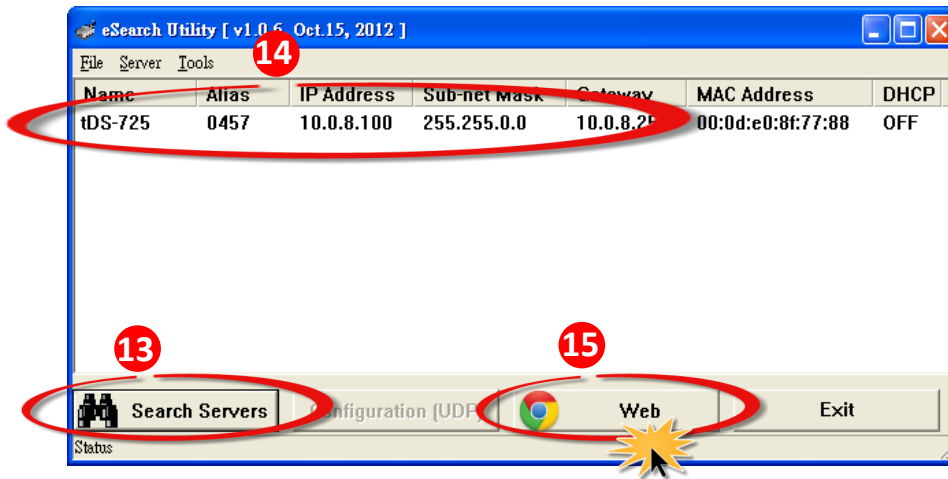 eSearch Utility [ v1.0.6, Oct.15, 2012 ]
14
File Server Tools
Name Alias IP Address Sub-net Mask Gateway MAC Address DHCP
tDS-725 0457 10.0.8.100 255.255.0.0 00:0d:e0:8f:77:88 OFF
13 15
Search Servers Configuration (UDP) Web Exit
Status